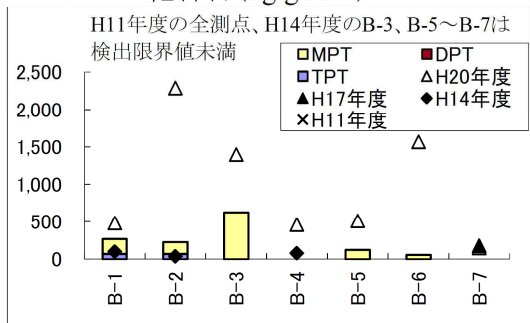 H11年度の全測点、H14年度のB-3、B-5～B-7は
検出限界値未満
MPT DPT
TPT H20年度
H17年度 H14年度
H11年度
2,500
2,000
1,500
1,000
500
0
B-1 B-2 B-3 B-4 B-5 B-6 B-7